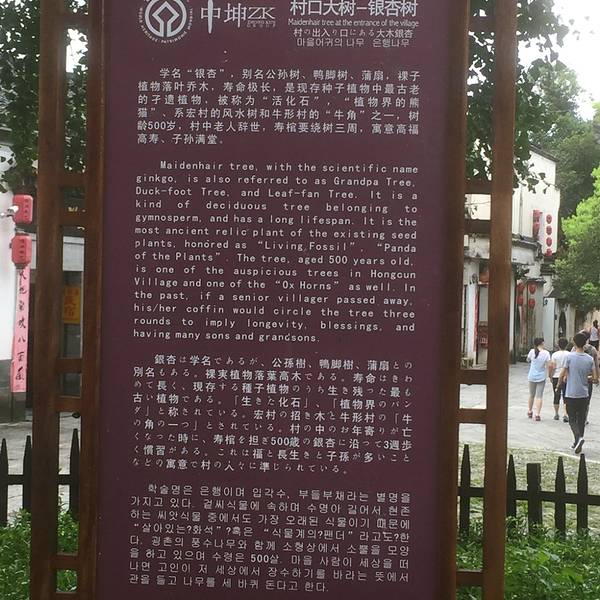 中坤 ZK
村口大树—银杏树
Maidenhair tree at the entrance of the village
村の出入り口にある大木銀杏
마을어귀의 나무 은행나무
学名“银杏”，别名公孙树、鸭脚树、蒲扇，裸子
植物落叶乔木，寿命极长，是现存种子植物中最古老
的孑遗植物，被称为“活化石”，“植物界的熊
猫”、系宏村的风水树和牛形村的“牛角”之一，树
龄500岁，村中老人辞世，寿棺要绕树三周，寓意高福
高寿、子孙满堂。
Maidenhair tree, with the scientific name
ginkgo, is also referred to as Grandpa Tree,
Duck-foot Tree, and Leaf-fan Tree. It is a
kind of deciduous tree belonging to
gymnosperm, and has a long lifespan. It is the
most ancient relic plant of the existing seed
plants, honored as “Living Fossil”, “Panda
of the Plants”. The tree, aged 500 years old,
is one of the auspicious trees in Hongcun
Village and one of the “Ox Horns” as well. In
the past, if a senior villager passed away,
his/her coffin would circle the tree three
rounds to imply longevity, blessings, and
having many sons and grandsons.
銀杏は学名であるが、公孫樹、鴨脚樹、蒲扇との
別名もある。裸実植物落葉高木である。寿命はきわ
めて長く、現存する種子植物のうち生き残った最も
古い植物である。「生きた化石」、「植物界のパン
ダ」と称されている。宏村の招き木と牛形村の「牛
の角の一つ」とされている。村の中のお年寄りが亡
くなった時に、寿棺を担ぎ500歳の銀杏に沿って3週歩
く慣習がある。これは福と長生きと子孫が多いこと
などの寓意で村の人々に準じられている。
학술명은 은행이며 입각수, 부들부채라는 별명을
가지고 있다. 겉씨식물에 속하며 수명아 길어서 현존
하는 씨앗식물 중에서도 가장 오래된 식물이기 때문에
“살아있는?화석”?혹은 “식물계의?팬더”라고도?한
다. 굉촌의 풍수나무와 함께 소형상에서 소뿔을 모양
을 하고 있으며 수령은 500살. 마을 사람이 세상을 떠
나면 고인이 저 세상에서 장수하기를 바라는 뜻에서
관을 들고 나무를 세 바퀴 돈다고 한다.